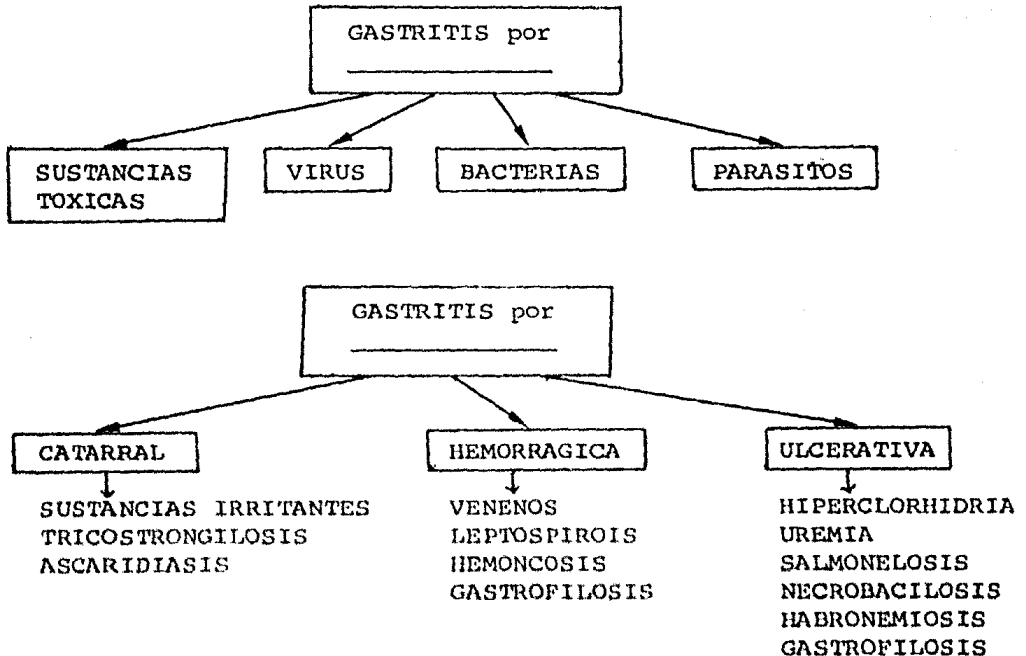 GASTRITIS por
SUSTANCIAS
TOXICAS
VIRUS
BACTERIAS
PARASITOS
GASTRITIS por
CATARRAL
SUSTANCIAS IRRITANTES
TRICOSTRONGILOSIS
ASCARIDIASIS
HEMORRAGICA
VENENOS
LEPTOSPIROIS
HEMONCOSIS
GASTROFILOSIS
ULCERATIVA
HIPERCLORHIDRIA
UREMIA
SALMONELOSIS
NECROBACILOSIS
HABRONEMIOSIS
GASTROFILOSIS